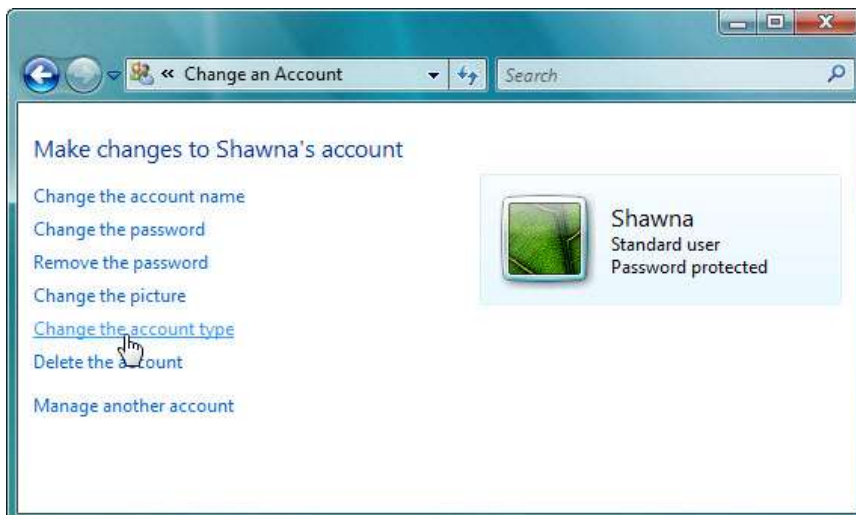 « Change an Account
Search
Make changes to Shawna's account
Change the account name
Change the password
Remove the password
Change the picture
Change the account type
Delete the account
Manage another account
Shawna
Standard user
Password protected